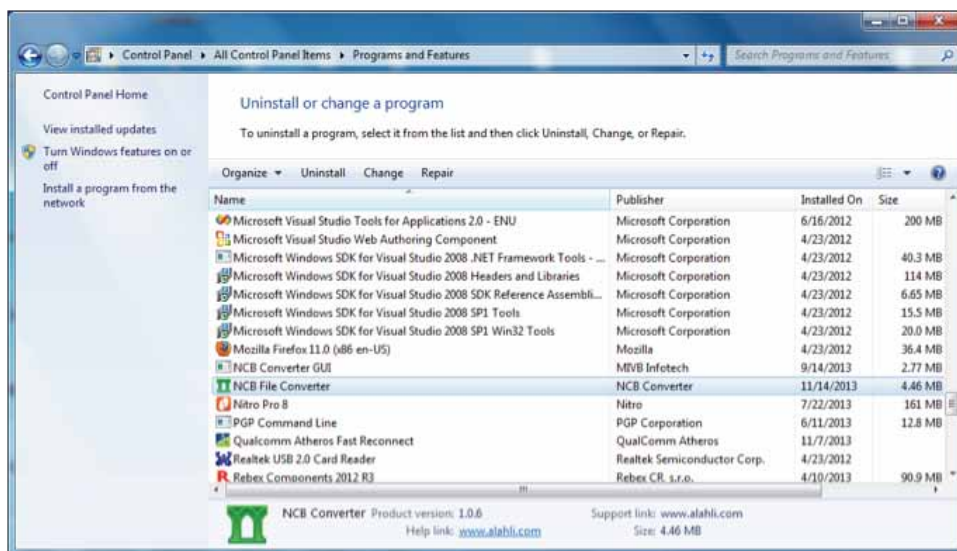 Control Panel ▸ All Control Panel Items ▸ Programs and Features
Search Programs and Features
Control Panel Home
View installed updates
Turn Windows features on or
off
Install a program from the
network
Uninstall or change a program
To uninstall a program, select it from the list and then click Uninstall, Change, or Repair.
Organize Uninstall Change Repair
Name Publisher Installed On Size
Microsoft Visual Studio Tools for Applications 2.0 - ENU Microsoft Corporation 6/16/2012 200 MB
Microsoft Visual Studio Web Authoring Component Microsoft Corporation 4/23/2012
Microsoft Windows SDK for Visual Studio 2008 .NET Framework Tools - ... Microsoft Corporation 4/23/2012 40.3 MB
Microsoft Windows SDK for Visual Studio 2008 Headers and Libraries Microsoft Corporation 4/23/2012 114 MB
Microsoft Windows SDK for Visual Studio 2008 SDK Reference Assembli... Microsoft Corporation 4/23/2012 6.65 MB
Microsoft Windows SDK for Visual Studio 2008 SP1 Tools Microsoft Corporation 4/23/2012 15.5 MB
Microsoft Windows SDK for Visual Studio 2008 SP1 Win32 Tools Microsoft Corporation 4/23/2012 20.0 MB
Mozilla Firefox 11.0 (x86 en-US) Mozilla 4/23/2012 36.4 MB
NCB Converter GUI MIVB Infotech 9/14/2013 2.77 MB
NCB File Converter NCB Converter 11/14/2013 4.46 MB
Nitro Pro 8 Nitro 7/22/2013 161 MB
PGP Command Line PGP Corporation 6/11/2013 12.8 MB
Qualcomm Atheros Fast Reconnect QualComm Atheros 11/7/2013
Realtek USB 2.0 Card Reader Realtek Semiconductor Corp. 4/23/2012
Rebex Components 2012 R3 Rebex CR, s.r.o. 4/10/2013 90.9 MB
NCB Converter Product version: 1.0.6 Support link: www.alahli.com
Help link: www.alahli.com Size: 4.46 MB